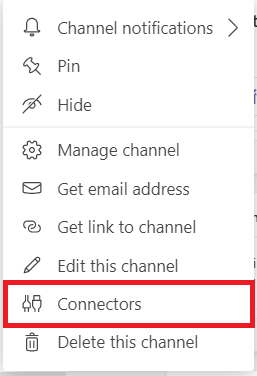 Channel notifications
Pin
Hide
Manage channel
Get email address
Get link to channel
Edit this channel
Connectors
Delete this channel